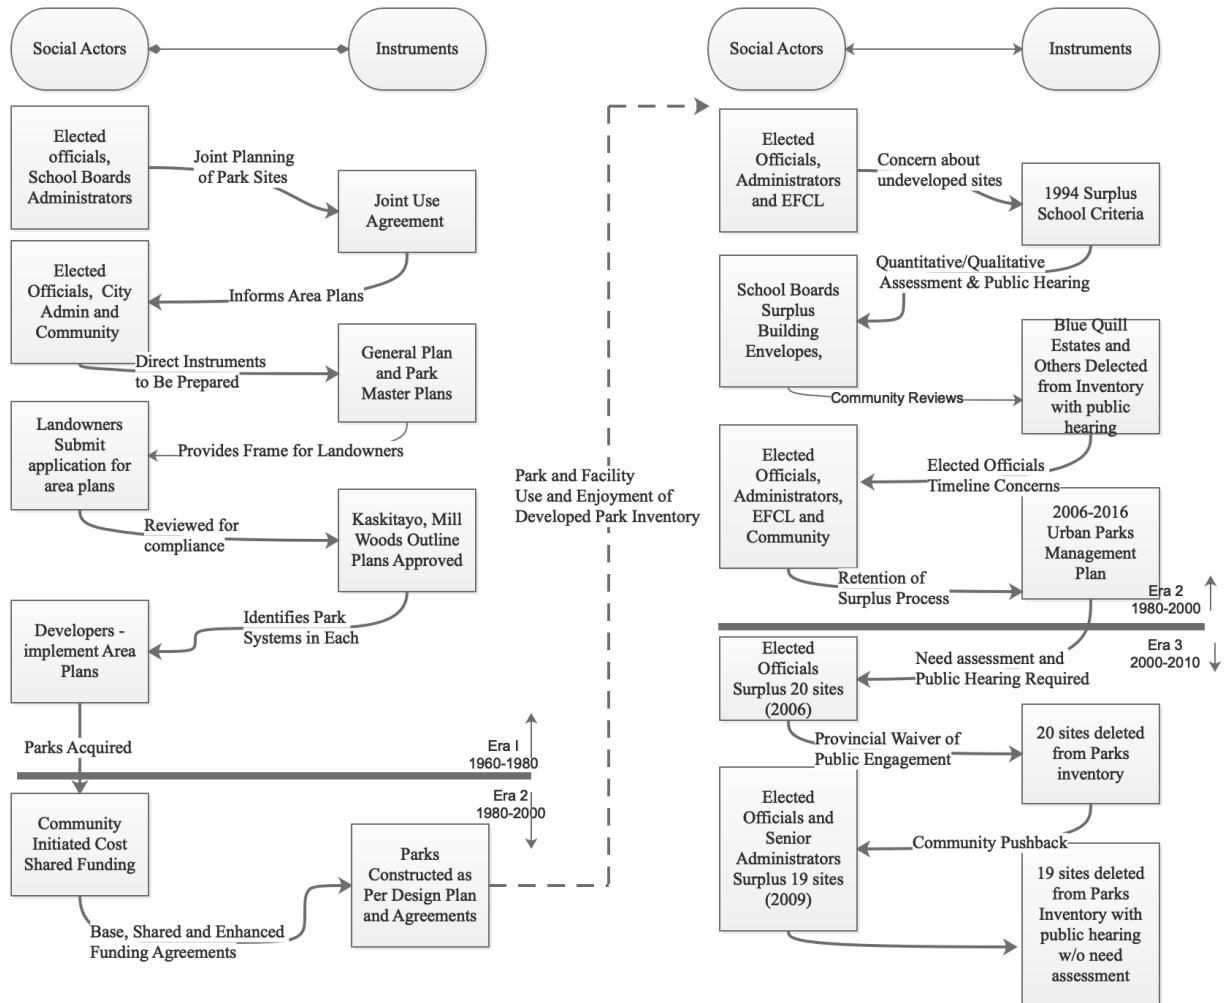 Social Actors
Instruments
Elected
officials,
School Boards
Administrators
Joint Planning
of Park Sites
Joint Use
Agreement
Informs Area Plans
Elected
Officials, City
Admin and
Community
Direct Instruments
to Be Prepared
General Plan
and Park
Master Plans
Provides Frame for Landowners
Landowners
Submit
application for
area plans
Reviewed for
compliance
Kaskitayo, Mill
Woods Outline
Plans Approved
Identifies Park
Systems in Each
Developers -
implement Area
Plans
Parks Acquired
Era I
1960-1980
Era 2
1980-2000
Community
Initiated Cost
Shared Funding
Base, Shared and Enhanced
Funding Agreements
Parks
Constructed as
Per Design Plan
and Agreements
Park and Facility
Use and Enjoyment of
Developed Park Inventory
Social Actors
Instruments
Elected
Officials,
Administrators
and EFCL
Concern about
undeveloped sites
1994 Surplus
School Criteria
Quantitative/Qualitative
Assessment & Public Hearing
School Boards
Surplus
Building
Envelopes,
Community Reviews
Blue Quill
Estates and
Others Delected
from Inventory
with public
hearing
Elected Officials
Timeline Concerns
Elected
Officials,
Administrators,
EFCL and
Community
Retention of
Surplus Process
2006-2016
Urban Parks
Management
Plan
Era 2
1980-2000
Era 3
2000-2010
Need assessment and
Public Hearing Required
Elected
Officials
Surplus 20 sites
(2006)
Provincial Waiver of
Public Engagement
20 sites deleted
from Parks
inventory
Community Pushback
Elected
Officials and
Senior
Administrators
Surplus 19 sites
(2009)
19 sites deleted
from Parks
Inventory with
public hearing
w/o need
assessment